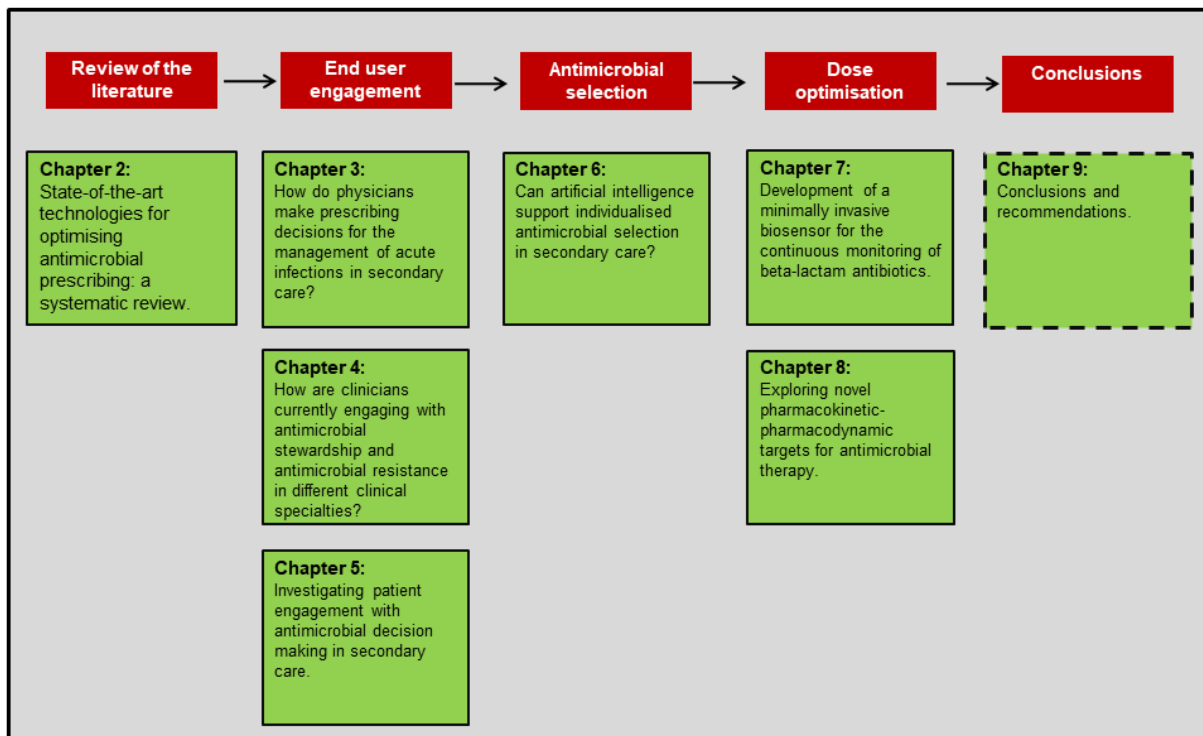 Review of the
literature
End user
engagement
Antimicrobial
selection
Dose
optimisation
Conclusions
Chapter 2:
State-of-the-art
technologies for
optimising
antimicrobial
prescribing: a
systematic review.
Chapter 3:
How do physicians
make prescribing
decisions for the
management of acute
infections in secondary
care?
Chapter 4:
How are clinicians
currently engaging with
antimicrobial
stewardship and
antimicrobial resistance
in different clinical
specialties?
Chapter 5:
Investigating patient
engagement with
antimicrobial decision
making in secondary
care.
Chapter 6:
Can artificial intelligence
support individualised
antimicrobial selection
in secondary care?
Chapter 7:
Development of a
minimally invasive
biosensor for the
continuous monitoring of
beta-lactam antibiotics.
Chapter 8:
Exploring novel
pharmacokinetic-
pharmacodynamic
targets for antimicrobial
therapy.
Chapter 9:
Conclusions and
recommendations.